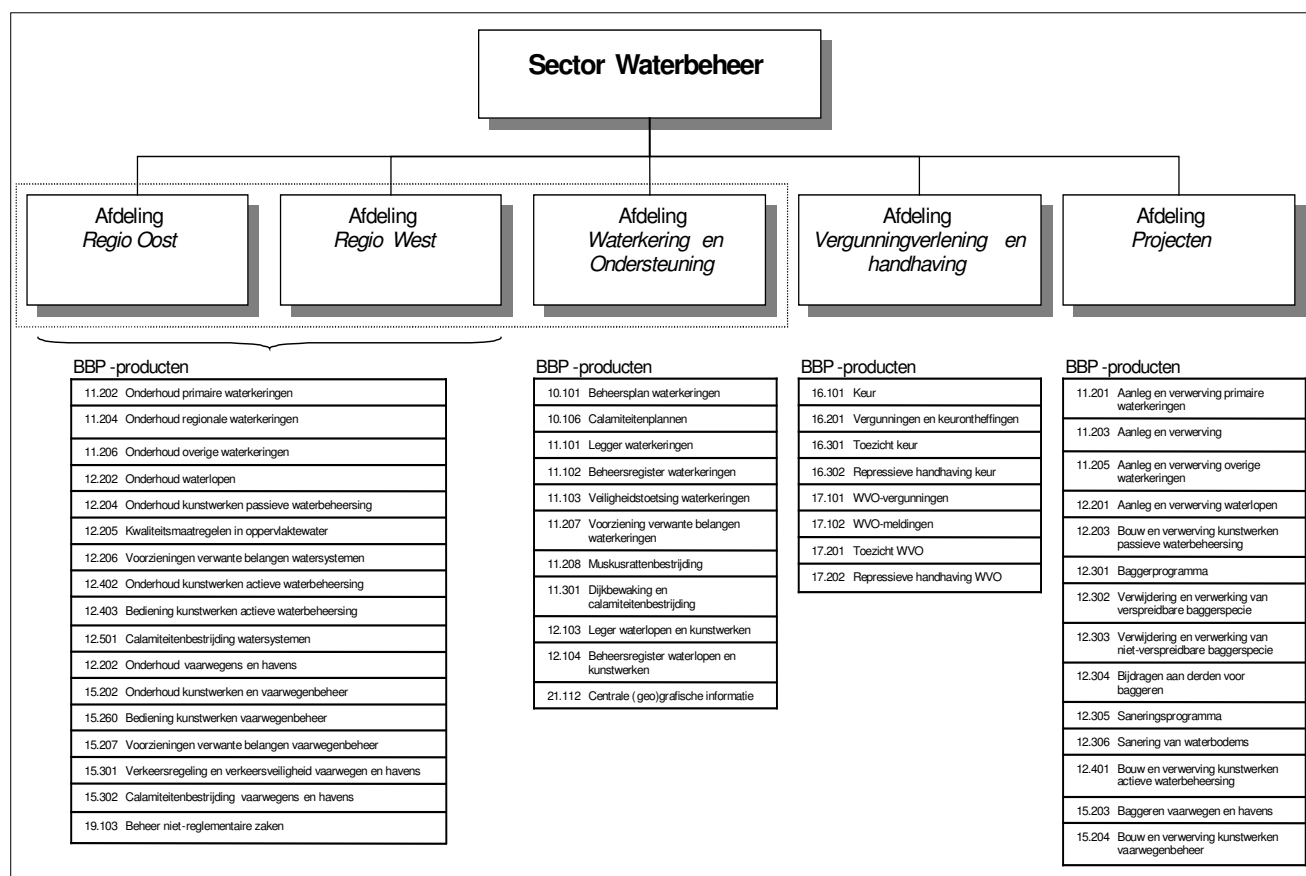 Sector Waterbeheer
Afdeling
Regio Oost
Afdeling
Regio West
Afdeling
Waterkering en
Ondersteuning
Afdeling
Vergunningverlening en
handhaving
Afdeling
Projecten
BBP -producten
11.202 Onderhoud primaire waterkeringen
11.204 Onderhoud regionale waterkeringen
11.206 Onderhoud overige waterkeringen
12.202 Onderhoud waterlopen
12.204 Onderhoud kunstwerken passieve waterbeheersing
12.205 Kwaliteitsmaatregelen in oppervlaktewater
12.206 Voorzieningen verwante belangen watersystemen
12.402 Onderhoud kunstwerken actieve waterbeheersing
12.403 Bediening kunstwerken actieve waterbeheersing
12.501 Calamiteitenbestrijding watersystemen
12.202 Onderhoud vaarwegens en havens
15.202 Onderhoud kunstwerken en vaarwegenbeheer
15.260 Bediening kunstwerken vaarwegenbeheer
15.207 Voorzieningen verwante belangen vaarwegenbeheer
15.301 Verkeersregeling en verkeersveiligheid vaarwegen en havens
15.302 Calamiteitenbestrijding vaarwegens en havens
19.103 Beheer niet-reglementaire zaken
BBP -producten
10.101 Beheersplan waterkeringen
10.106 Calamiteitenplannen
11.101 Legger waterkeringen
11.102 Beheersregister waterkeringen
11.103 Veiligheidstoetsing waterkeringen
11.207 Voorziening verwante belangen
waterkeringen
11.208 Muskusrattenbestrijding
11.301 Dijkbewaking en
calamiteitenbestrijding
12.103 Leger waterlopen en kunstwerken
12.104 Beheersregister waterlopen en
kunstwerken
21.112 Centrale (geo)grafische informatie
BBP -producten
16.101 Keur
16.201 Vergunningen en keurontheffingen
16.301 Toezicht keur
16.302 Repressieve handhaving keur
17.101 WVO-vergunningen
17.102 WVO-meldingen
17.201 Toezicht WVO
17.202 Repressieve handhaving WVO
BBP -producten
11.201 Aanleg en verwerving primaire
waterkeringen
11.203 Aanleg en verwerving
11.205 Aanleg en verwerving overige
waterkeringen
12.201 Aanleg en verwerving waterlopen
12.203 Bouw en verwerving kunstwerken
passieve waterbeheersing
12.301 Baggerprogramma
12.302 Verwijdering en verwerking van
verspreidbare baggerspecie
12.303 Verwijdering en verwerking van
niet-verspreidbare baggerspecie
12.304 Bijdragen aan derden voor
baggeren
12.305 Saneringsprogramma
12.306 Sanering van waterbodems
12.401 Bouw en verwerving kunstwerken
actieve waterbeheersing
15.203 Baggeren vaarwegen en havens
15.204 Bouw en verwerving kunstwerken
vaarwegenbeheer